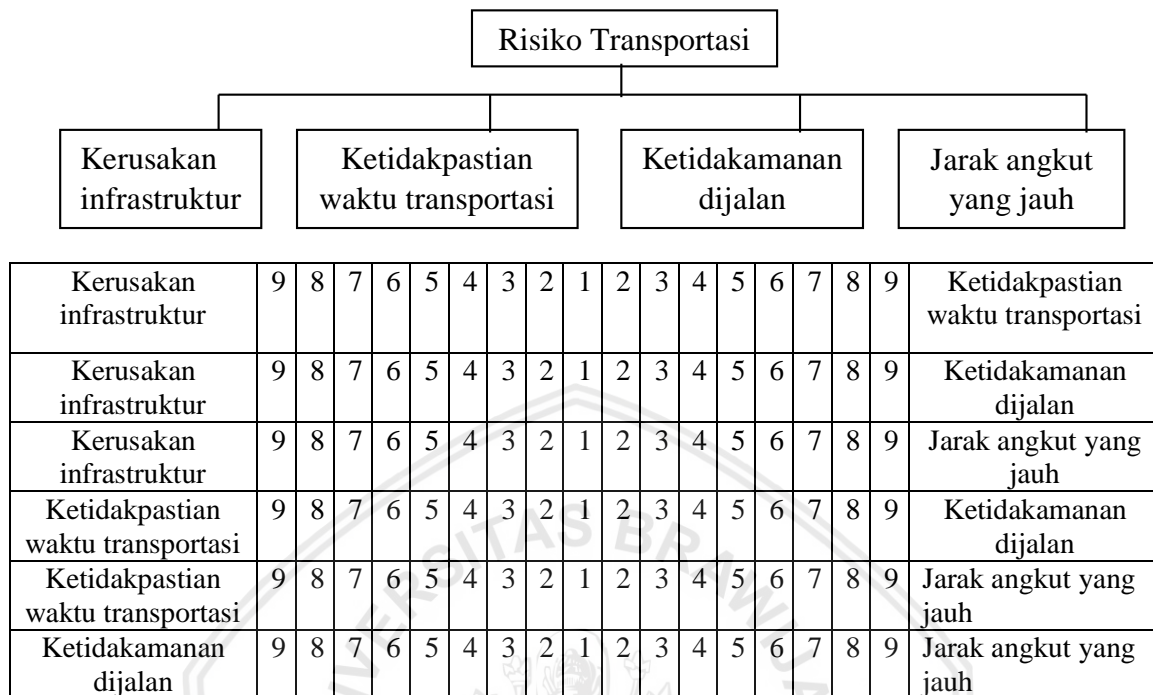 Risiko Transportasi
Kerusakan
infrastruktur
Ketidakpastian
waktu transportasi
Ketidakamanan
dijalan
Jarak angkut
yang jauh
Kerusakan 9 8 7 6 5 4 3 2 1 2 3 4 5 6 7 8 9 Ketidakpastian
infrastruktur waktu transportasi
Kerusakan 9 8 7 6 5 4 3 2 1 2 3 4 5 6 7 8 9 Ketidakamanan
infrastruktur dijalan
Kerusakan 9 8 7 6 5 4 3 2 1 2 3 4 5 6 7 8 9 Jarak angkut yang
infrastruktur jauh
Ketidakpastian 9 8 7 6 5 4 3 2 1 2 3 4 5 6 7 8 9 Ketidakamanan
waktu transportasi dijalan
Ketidakpastian 9 8 7 6 5 4 3 2 1 2 3 4 5 6 7 8 9 Jarak angkut yang
waktu transportasi jauh
Ketidakamanan 9 8 7 6 5 4 3 2 1 2 3 4 5 6 7 8 9 Jarak angkut yang
dijalan jauh